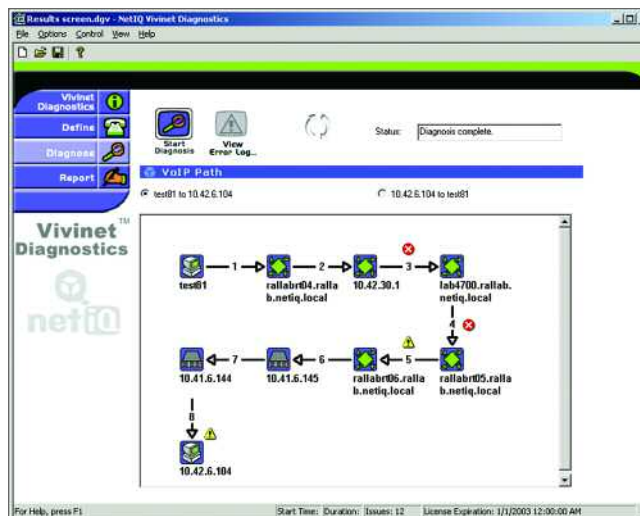 Results screen.dgv - NetIQ Vivinet Diagnostics
File Options Control View Help
Vivinet Diagnostics
Define
Diagnose
Report
Start Diagnosis
View Error Log...
Status: Diagnosis complete.
VoIP Path
test81 to 10.42.6.104
10.42.6.104 to test81
Vivinet™
Diagnostics
netiQ
1
2
3
test81
rallabrt04.ralla
b.netiq.local
10.42.30.1
lab4700.rallab.
netiq.local
4
7
6
5
10.41.6.144
10.41.6.145
rallabrt06.ralla
b.netiq.local
rallabrt05.ralla
b.netiq.local
8
10.42.6.104
For Help, press F1
Start Time:
Duration:
Issues: 12
License Expiration: 1/1/2003 12:00:00 AM